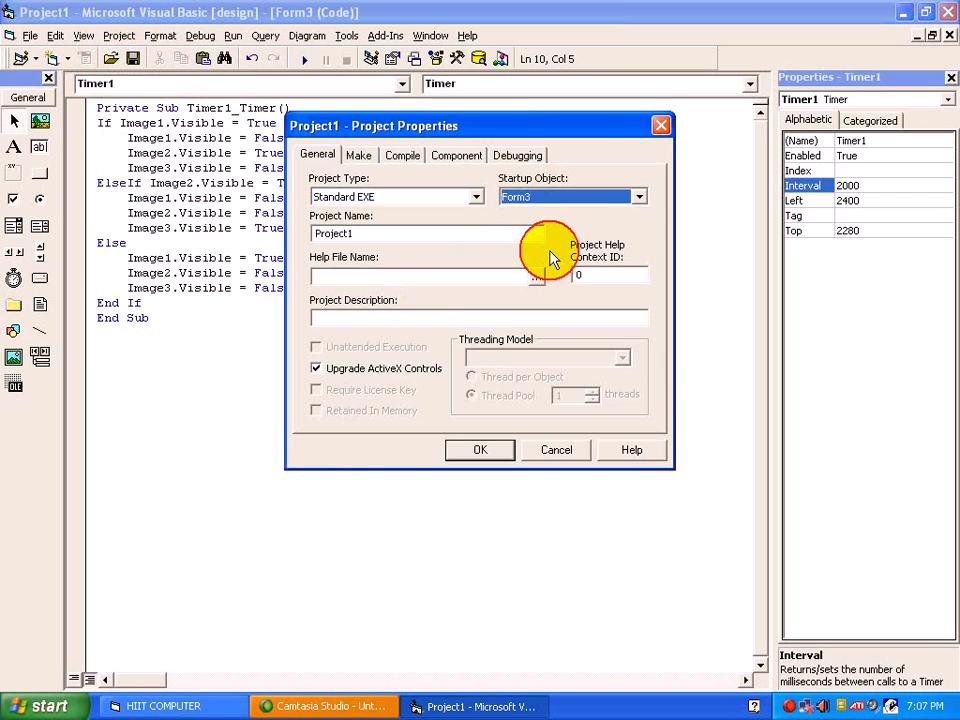 Project1 - Microsoft Visual Basic [design] - [Form3 (Code)]
File Edit View Project Format Debug Run Query Diagram Tools Add-Ins Window Help
Ln 10, Col 5
General
A
ab|
OLE
Timer1
Timer
Private Sub Timer1_Timer()
If Image1.Visible = True
Image1.Visible = Fals
Image2.Visible = True
Image3.Visible = Fals
ElseIf Image2.Visible = T
Image1.Visible = Fals
Image2.Visible = Fals
Image3.Visible = True
Else
Image1.Visible = True
Image2.Visible = Fals
Image3.Visible = Fals
End If
End Sub
Project1 - Project Properties
General Make Compile Component Debugging
Project Type:
Startup Object:
Standard EXE
Form3
Project Name:
Project1
Project Help
Context ID:
Help File Name:
0
Project Description:
Unattended Execution
Upgrade ActiveX Controls
Require License Key
Retained In Memory
Threading Model
Thread per Object
Thread Pool 1 threads
OK Cancel Help
Properties - Timer1
Timer1 Timer
Alphabetic Categorized
(Name) Timer1
Enabled True
Index
Interval 2000
Left 2400
Tag
Top 2280
Interval
Returns/sets the number of
milliseconds between calls to a Timer
start
HIIT COMPUTER
Camtasia Studio - Unt...
Project1 - Microsoft V...
ATI
7:07 PM